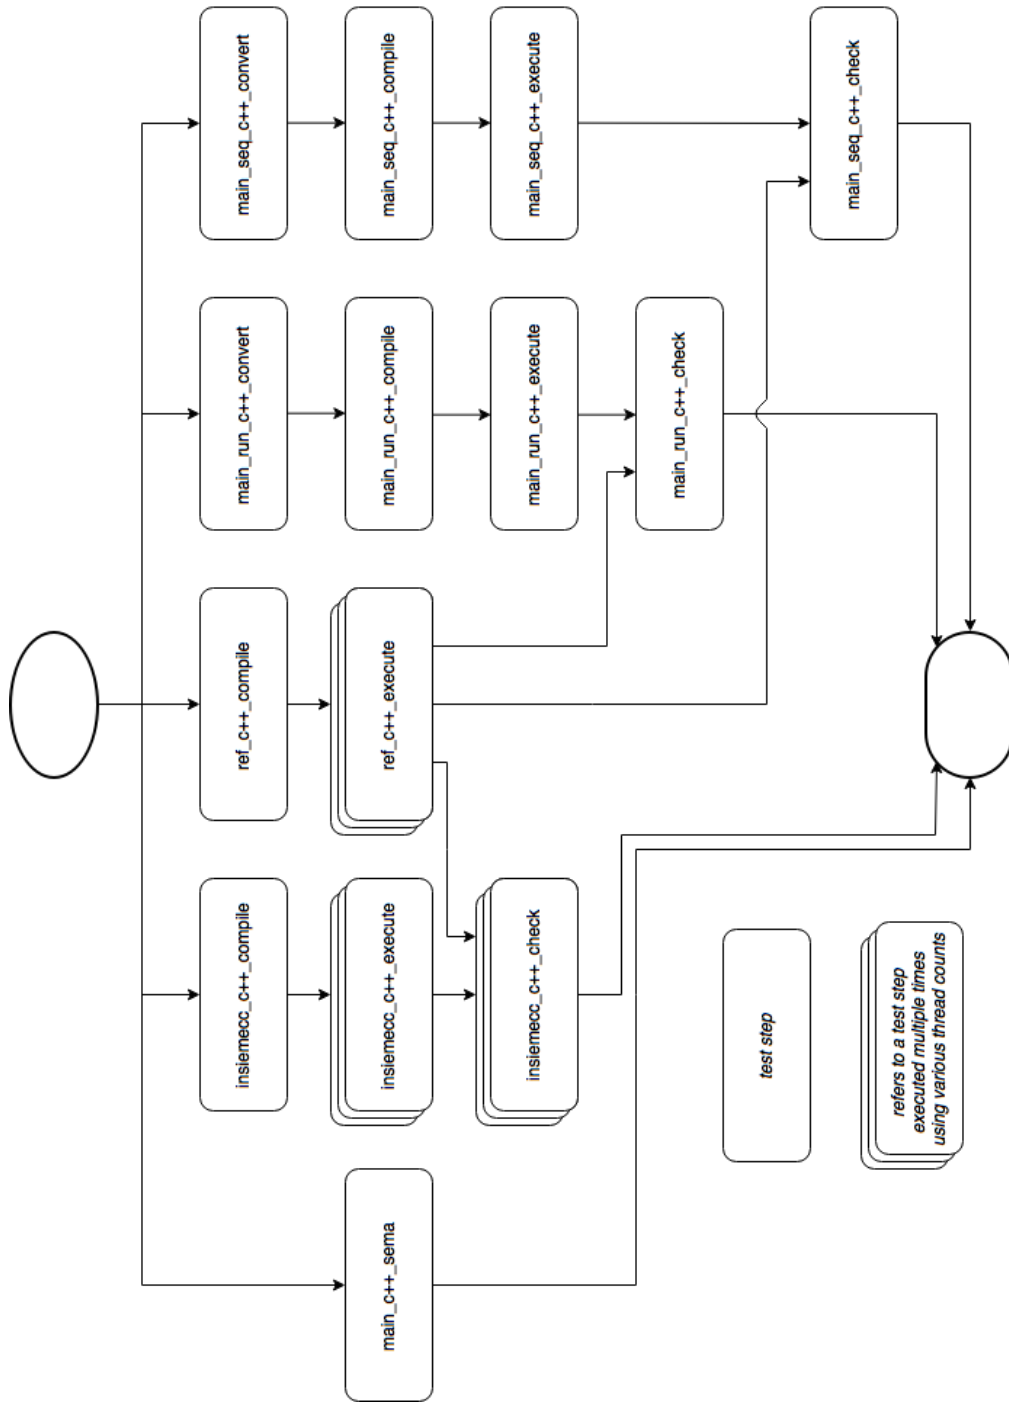 main_c++_sema
insiemecc_c++_compile
insiemecc_c++_execute
insiemecc_c++_check
ref_c++_compile
ref_c++_execute
main_run_c++_convert
main_run_c++_compile
main_run_c++_execute
main_run_c++_check
main_seq_c++_convert
main_seq_c++_compile
main_seq_c++_execute
main_seq_c++_check
test step
refers to a test step
executed multiple times
using various thread counts